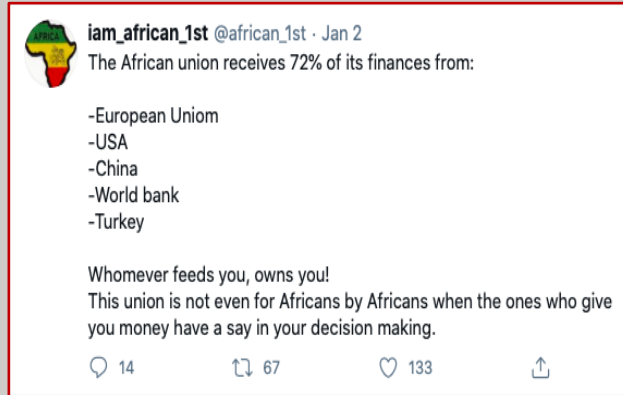 AFRICA
iam_african_1st @african_1st · Jan 2
The African union receives 72% of its finances from:
-European Uniom
-USA
-China
-World bank
-Turkey
Whomever feeds you, owns you!
This union is not even for Africans by Africans when the ones who give
you money have a say in your decision making.
14 67 133